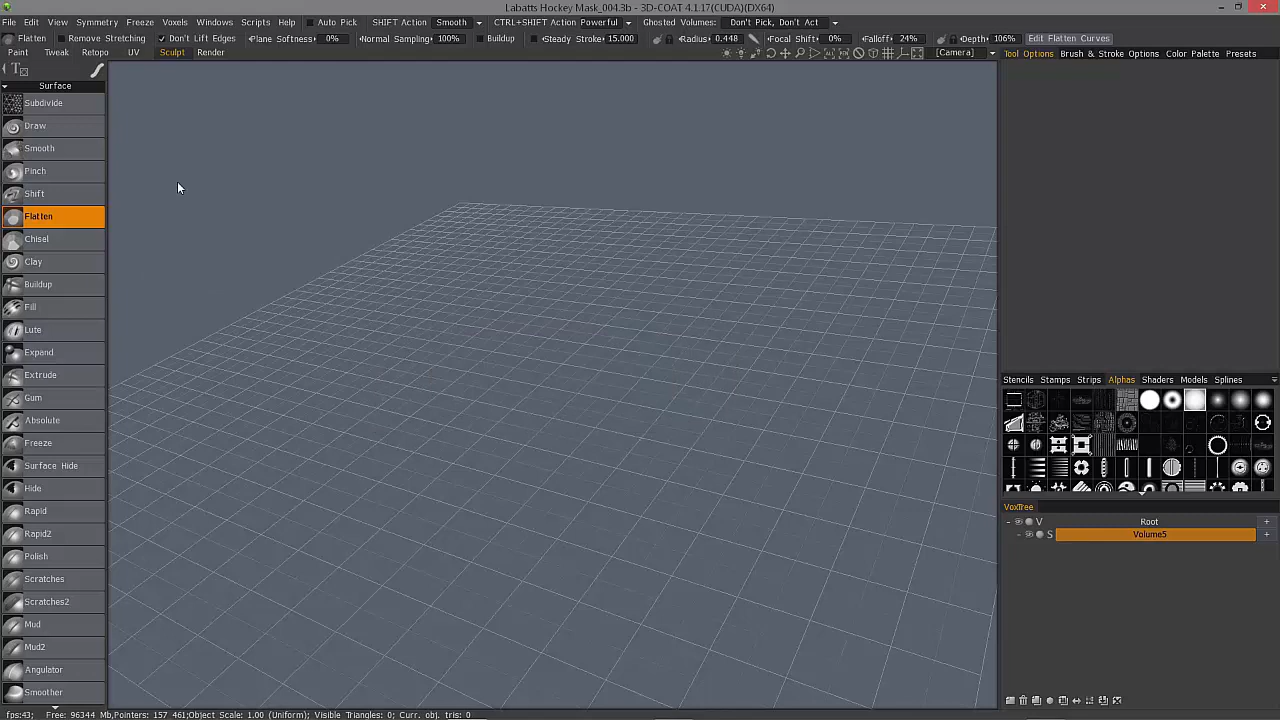 Labatts Hockey Mask_004.3b - 3D-COAT 4.1.17(CUDA)(DX64)
File Edit View Symmetry Freeze Voxels Windows Scripts Help Auto Pick SHIFT Action Smooth CTRL+SHIFT Action Powerful Ghosted Volumes: Don't Pick, Don't Act
Flatten Remove Stretching Don't Lift Edges Plane Softness 0% Normal Sampling 100% Buildup Steady Stroke 15.000 Radius 0.448 Focal Shift 0% Falloff 24% Depth 106% Edit Flatten Curves
Paint Tweak Retopo UV Sculpt Render [Camera] Tool Options Brush & Stroke Options Color Palette Presets
Surface
Subdivide
Draw
Smooth
Pinch
Shift
Flatten
Chisel
Clay
Buildup
Fill
Lute
Expand
Extrude
Gum
Absolute
Freeze
Surface Hide
Hide
Rapid
Rapid2
Polish
Scratches
Scratches2
Mud
Mud2
Angulator
Smoother
Stencils Stamps Strips Alphas Shaders Models Splines
VoxTree
V Root +
S Volume5 +
fps:43; Free: 96344 Mb,Pointers: 157 461;Object Scale: 1.00 (Uniform); Visible Triangles: 0; Curr. obj. tris: 0